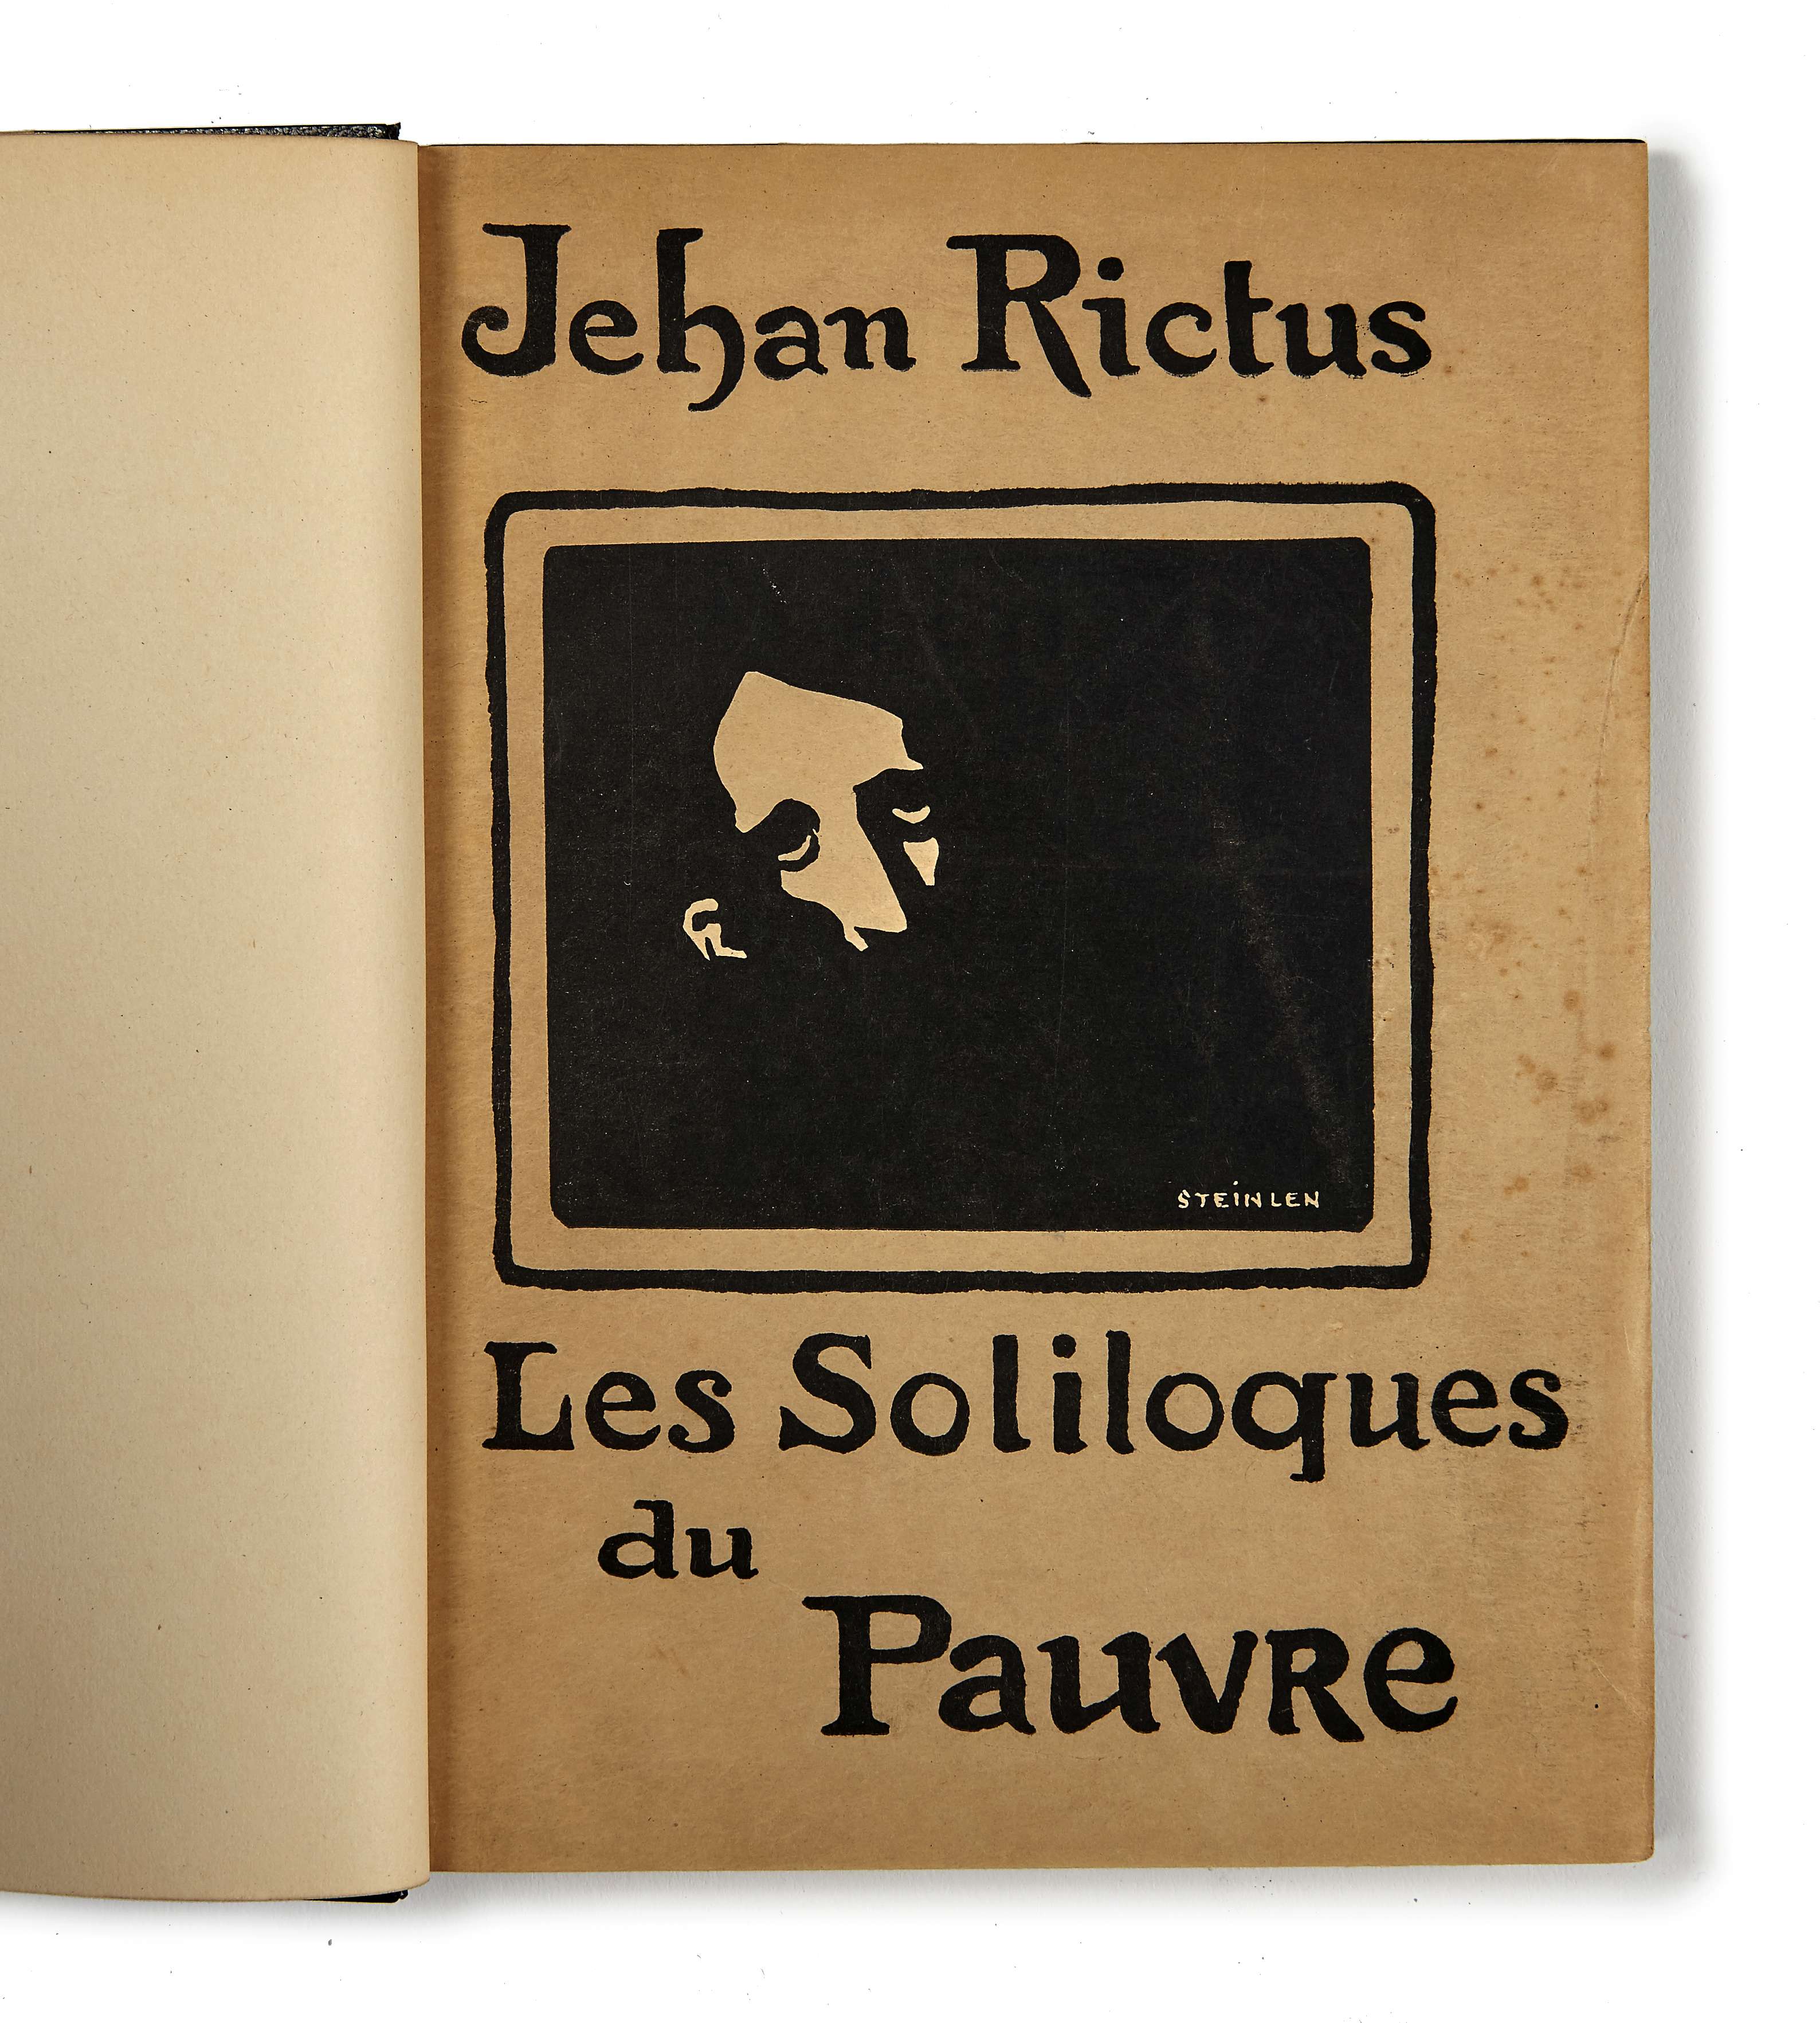 Jehan Rictus
STEINLEN
Les Soliloques
du
Pauvre